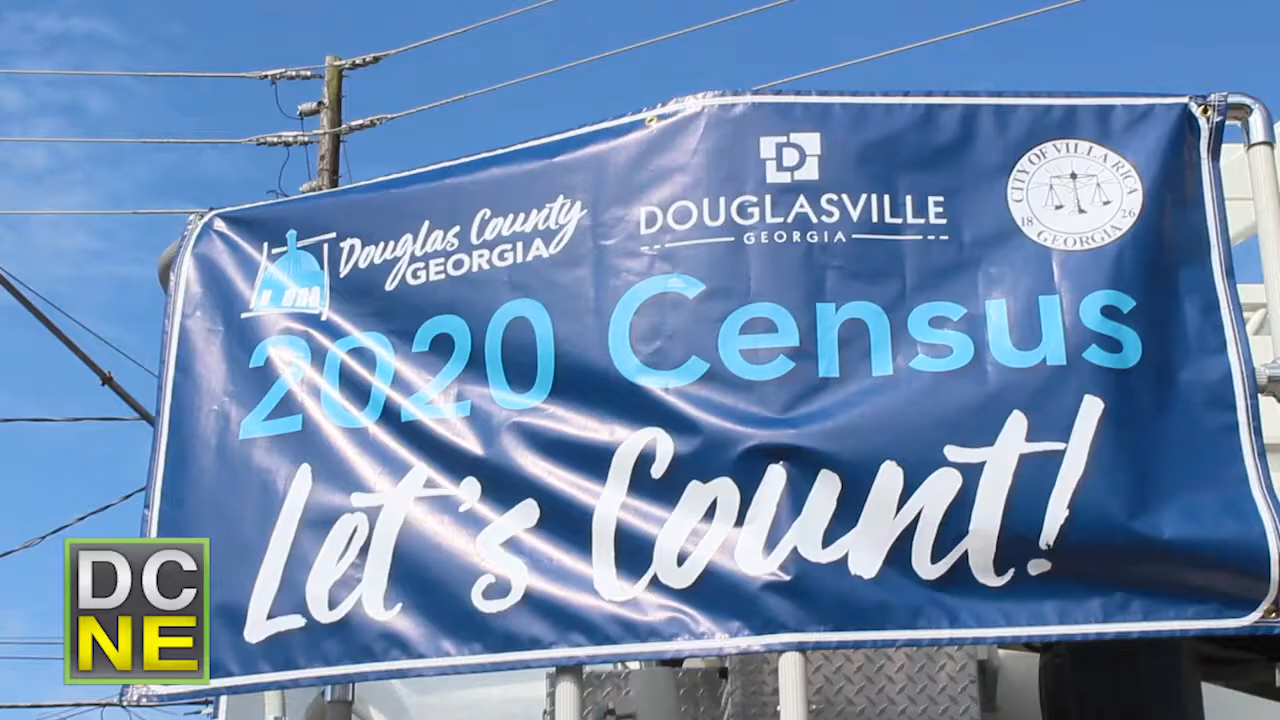 Douglas County
GEORGIA
D
DOUGLASVILLE
GEORGIA
CITY OF VILLA RICA
18 26
GEORGIA
2020 Census
Let's Count!
DC
NE